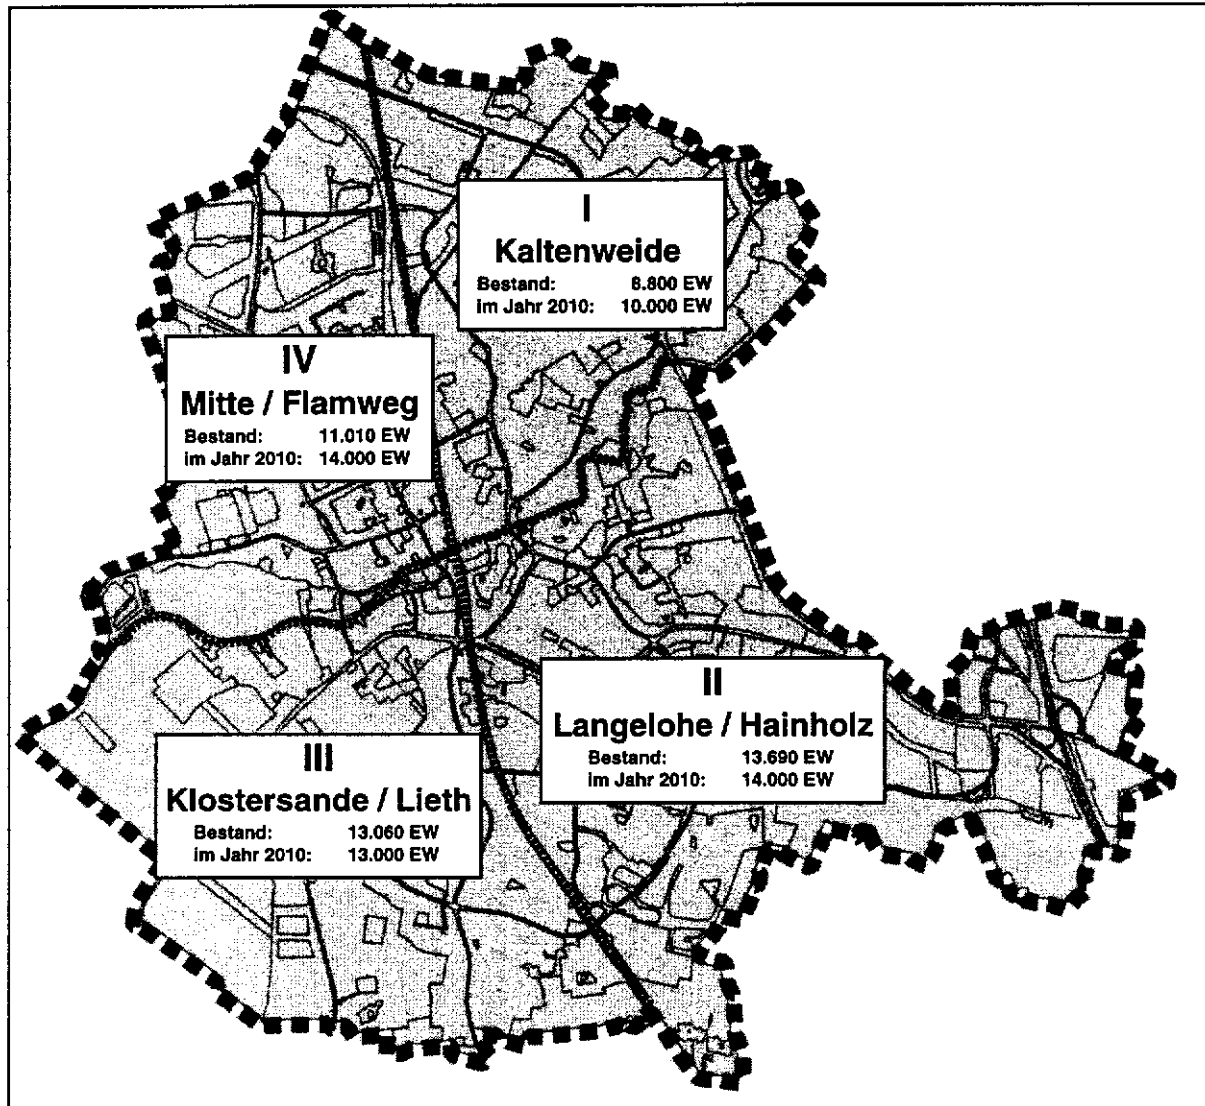 I
Kaltenweide
Bestand: 8.800 EW
im Jahr 2010: 10.000 EW
IV
Mitte / Flamweg
Bestand: 11.010 EW
im Jahr 2010: 14.000 EW
II
Langelohe / Hainholz
Bestand: 13.690 EW
im Jahr 2010: 14.000 EW
III
Klostersande / Lieth
Bestand: 13.060 EW
im Jahr 2010: 13.000 EW